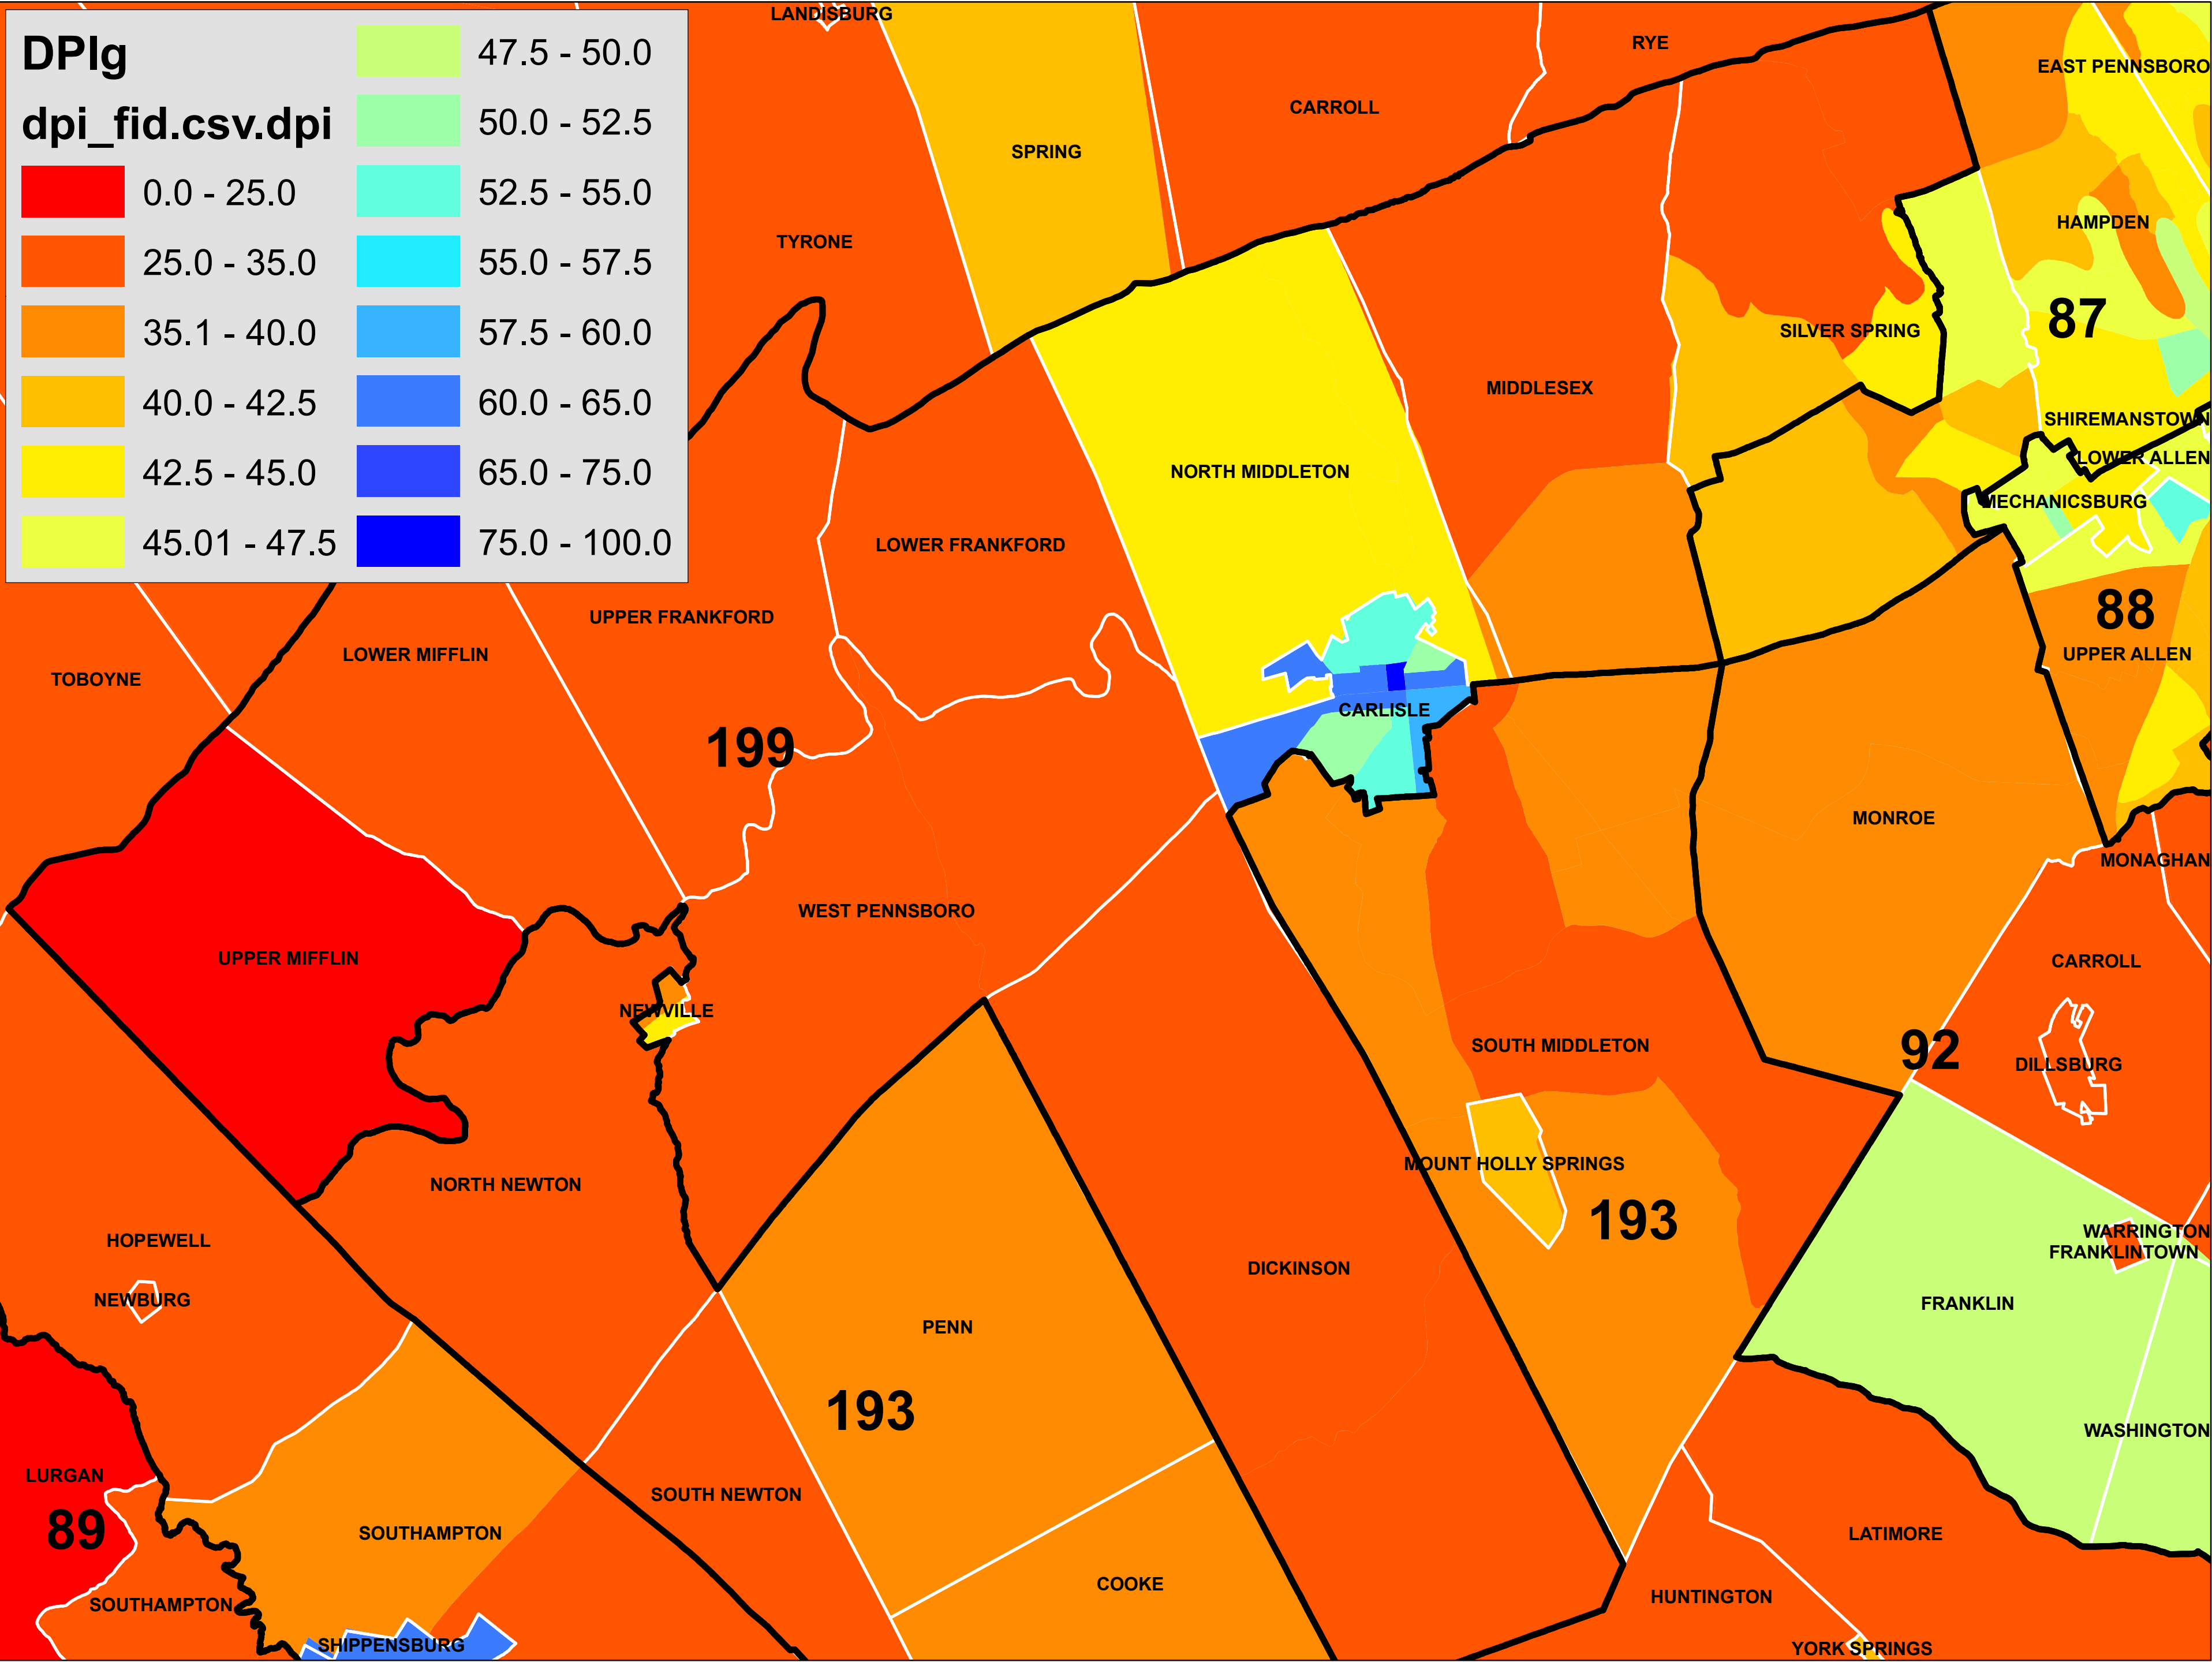 DPIg
dpi_fid.csv.dpi
0.0 - 25.0
25.0 - 35.0
35.1 - 40.0
40.0 - 42.5
42.5 - 45.0
45.01 - 47.5
47.5 - 50.0
50.0 - 52.5
52.5 - 55.0
55.0 - 57.5
57.5 - 60.0
60.0 - 65.0
65.0 - 75.0
75.0 - 100.0
LANDISBURG
RYE
EAST PENNSBORO
CARROLL
SPRING
HAMPDEN
TYRONE
87
SILVER SPRING
MIDDLESEX
SHIREMANSTOWN
LOWER ALLEN
NORTH MIDDLETON
MECHANICSBURG
LOWER FRANKFORD
88
UPPER FRANKFORD
LOWER MIFFLIN
UPPER ALLEN
TOBOYNE
CARLISLE
199
MONROE
MONAGHAN
WEST PENNSBORO
UPPER MIFFLIN
CARROLL
NEWVILLE
SOUTH MIDDLETON
92
DILLSBURG
MOUNT HOLLY SPRINGS
NORTH NEWTON
193
WARRINGTON
HOPEWELL
FRANKLINTOWN
DICKINSON
NEWBURG
FRANKLIN
PENN
193
WASHINGTON
LURGAN
SOUTH NEWTON
89
SOUTHAMPTON
LATIMORE
COOKE
HUNTINGTON
SOUTHAMPTON
SHIPPENSBURG
YORK SPRINGS